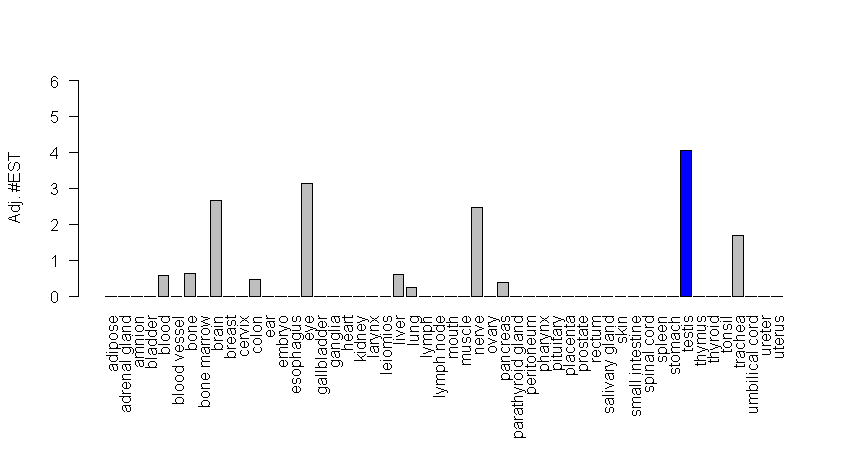 Adj. #EST
6
5
4
3
2
1
0
adipose
adrenal gland
amnion
bladder
blood
blood vessel
bone
bone marrow
brain
breast
cervix
colon
ear
embryo
esophagus
eye
gallbladder
ganglia
heart
kidney
larynx
leiomios
liver
lung
lymph
lymph node
mouth
muscle
nerve
ovary
pancreas
parathyroid gland
peritoneum
pharynx
pituitary
placenta
prostate
rectum
salivary gland
skin
small intestine
spinal cord
spleen
stomach
testis
thymus
thyroid
tonsil
trachea
umbilical cord
ureter
uterus